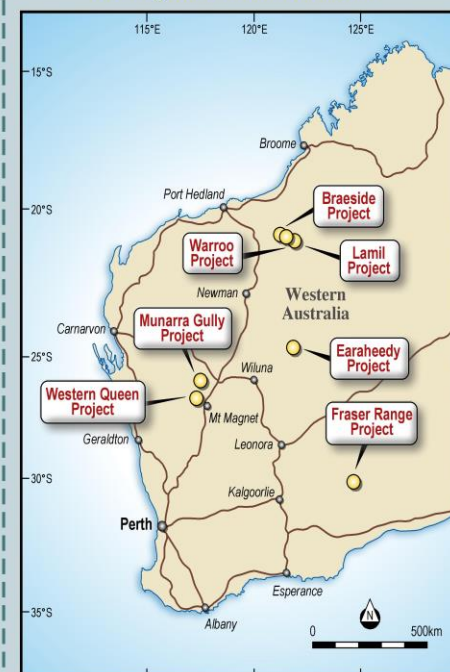 115°E 120°E 125°E
15°S
Broome
Port Hedland
20°S
Braeside
Project
Warroo
Project
Lamil
Project
Newman
Western
Australia
Munarra Gully
Project
Carnarvon
25°S
Earaheedy
Project
Wiluna
Western Queen
Project
Mt Magnet
Fraser Range
Project
Geraldton
Leonora
30°S
Kalgoorlie
Perth
Esperance
35°S
Albany
N
0 500km